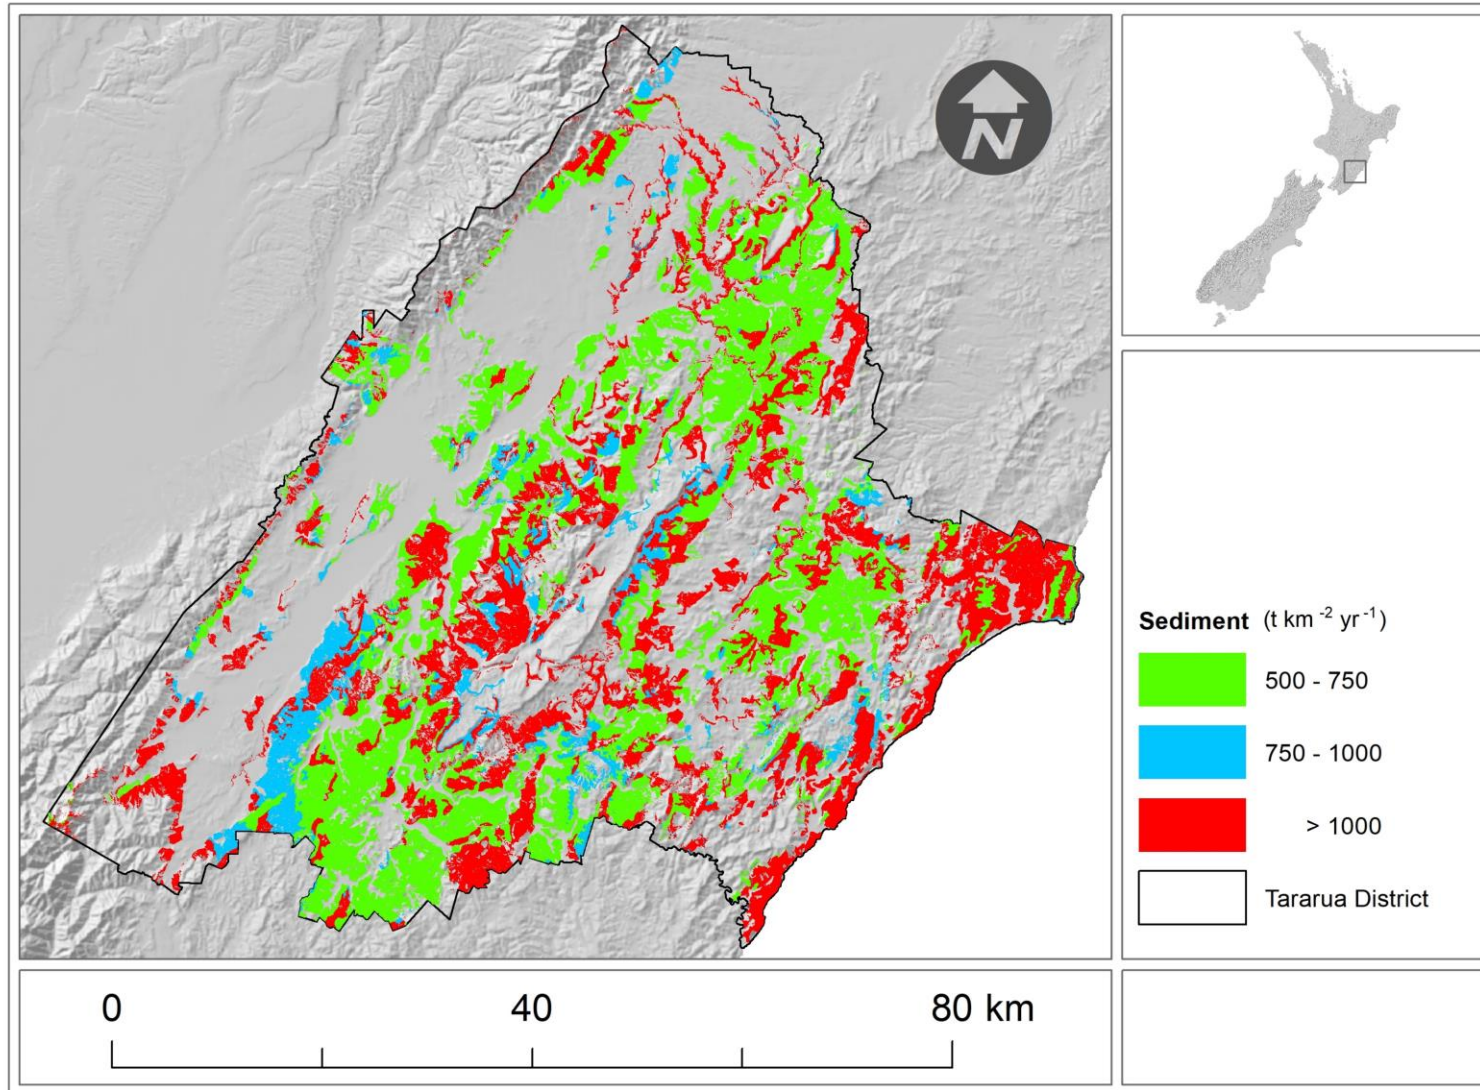 N
Sediment (t km -2 yr -1)
500 - 750
750 - 1000
> 1000
Tararua District
0 40 80 km